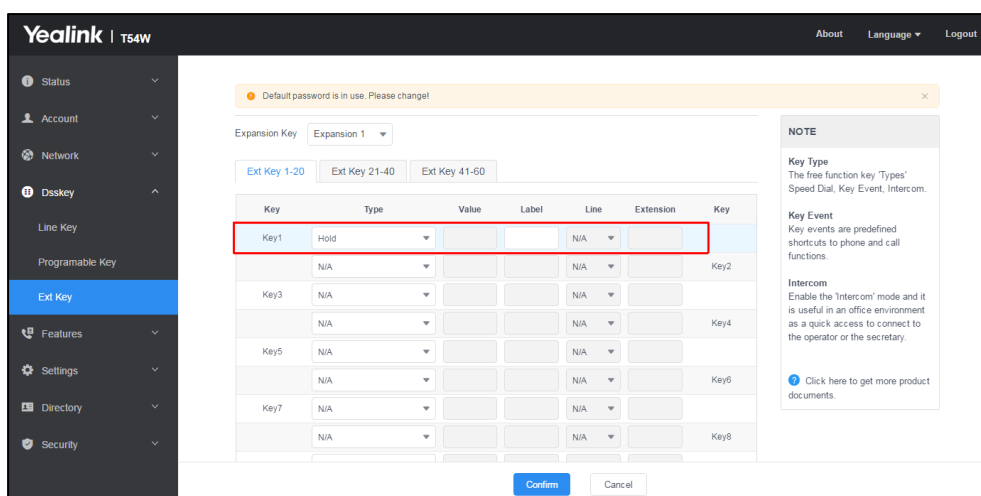 Yealink | T54W
About Language Logout
Status
Account
Network
Dsskey
Line Key
Programable Key
Ext Key
Features
Settings
Directory
Security
Default password is in use. Please change!
Expansion Key Expansion 1
Ext Key 1-20 Ext Key 21-40 Ext Key 41-60
Key Type Value Label Line Extension Key
Key1 Hold N/A
N/A N/A Key2
Key3 N/A N/A
N/A N/A Key4
Key5 N/A N/A
N/A N/A Key6
Key7 N/A N/A
N/A N/A Key8
Confirm Cancel
NOTE
Key Type
The free function key 'Types'
Speed Dial, Key Event, Intercom.
Key Event
Key events are predefined
shortcuts to phone and call
functions.
Intercom
Enable the 'Intercom' mode and it
is useful in an office environment
as a quick access to connect to
the operator or the secretary.
Click here to get more product
documents.